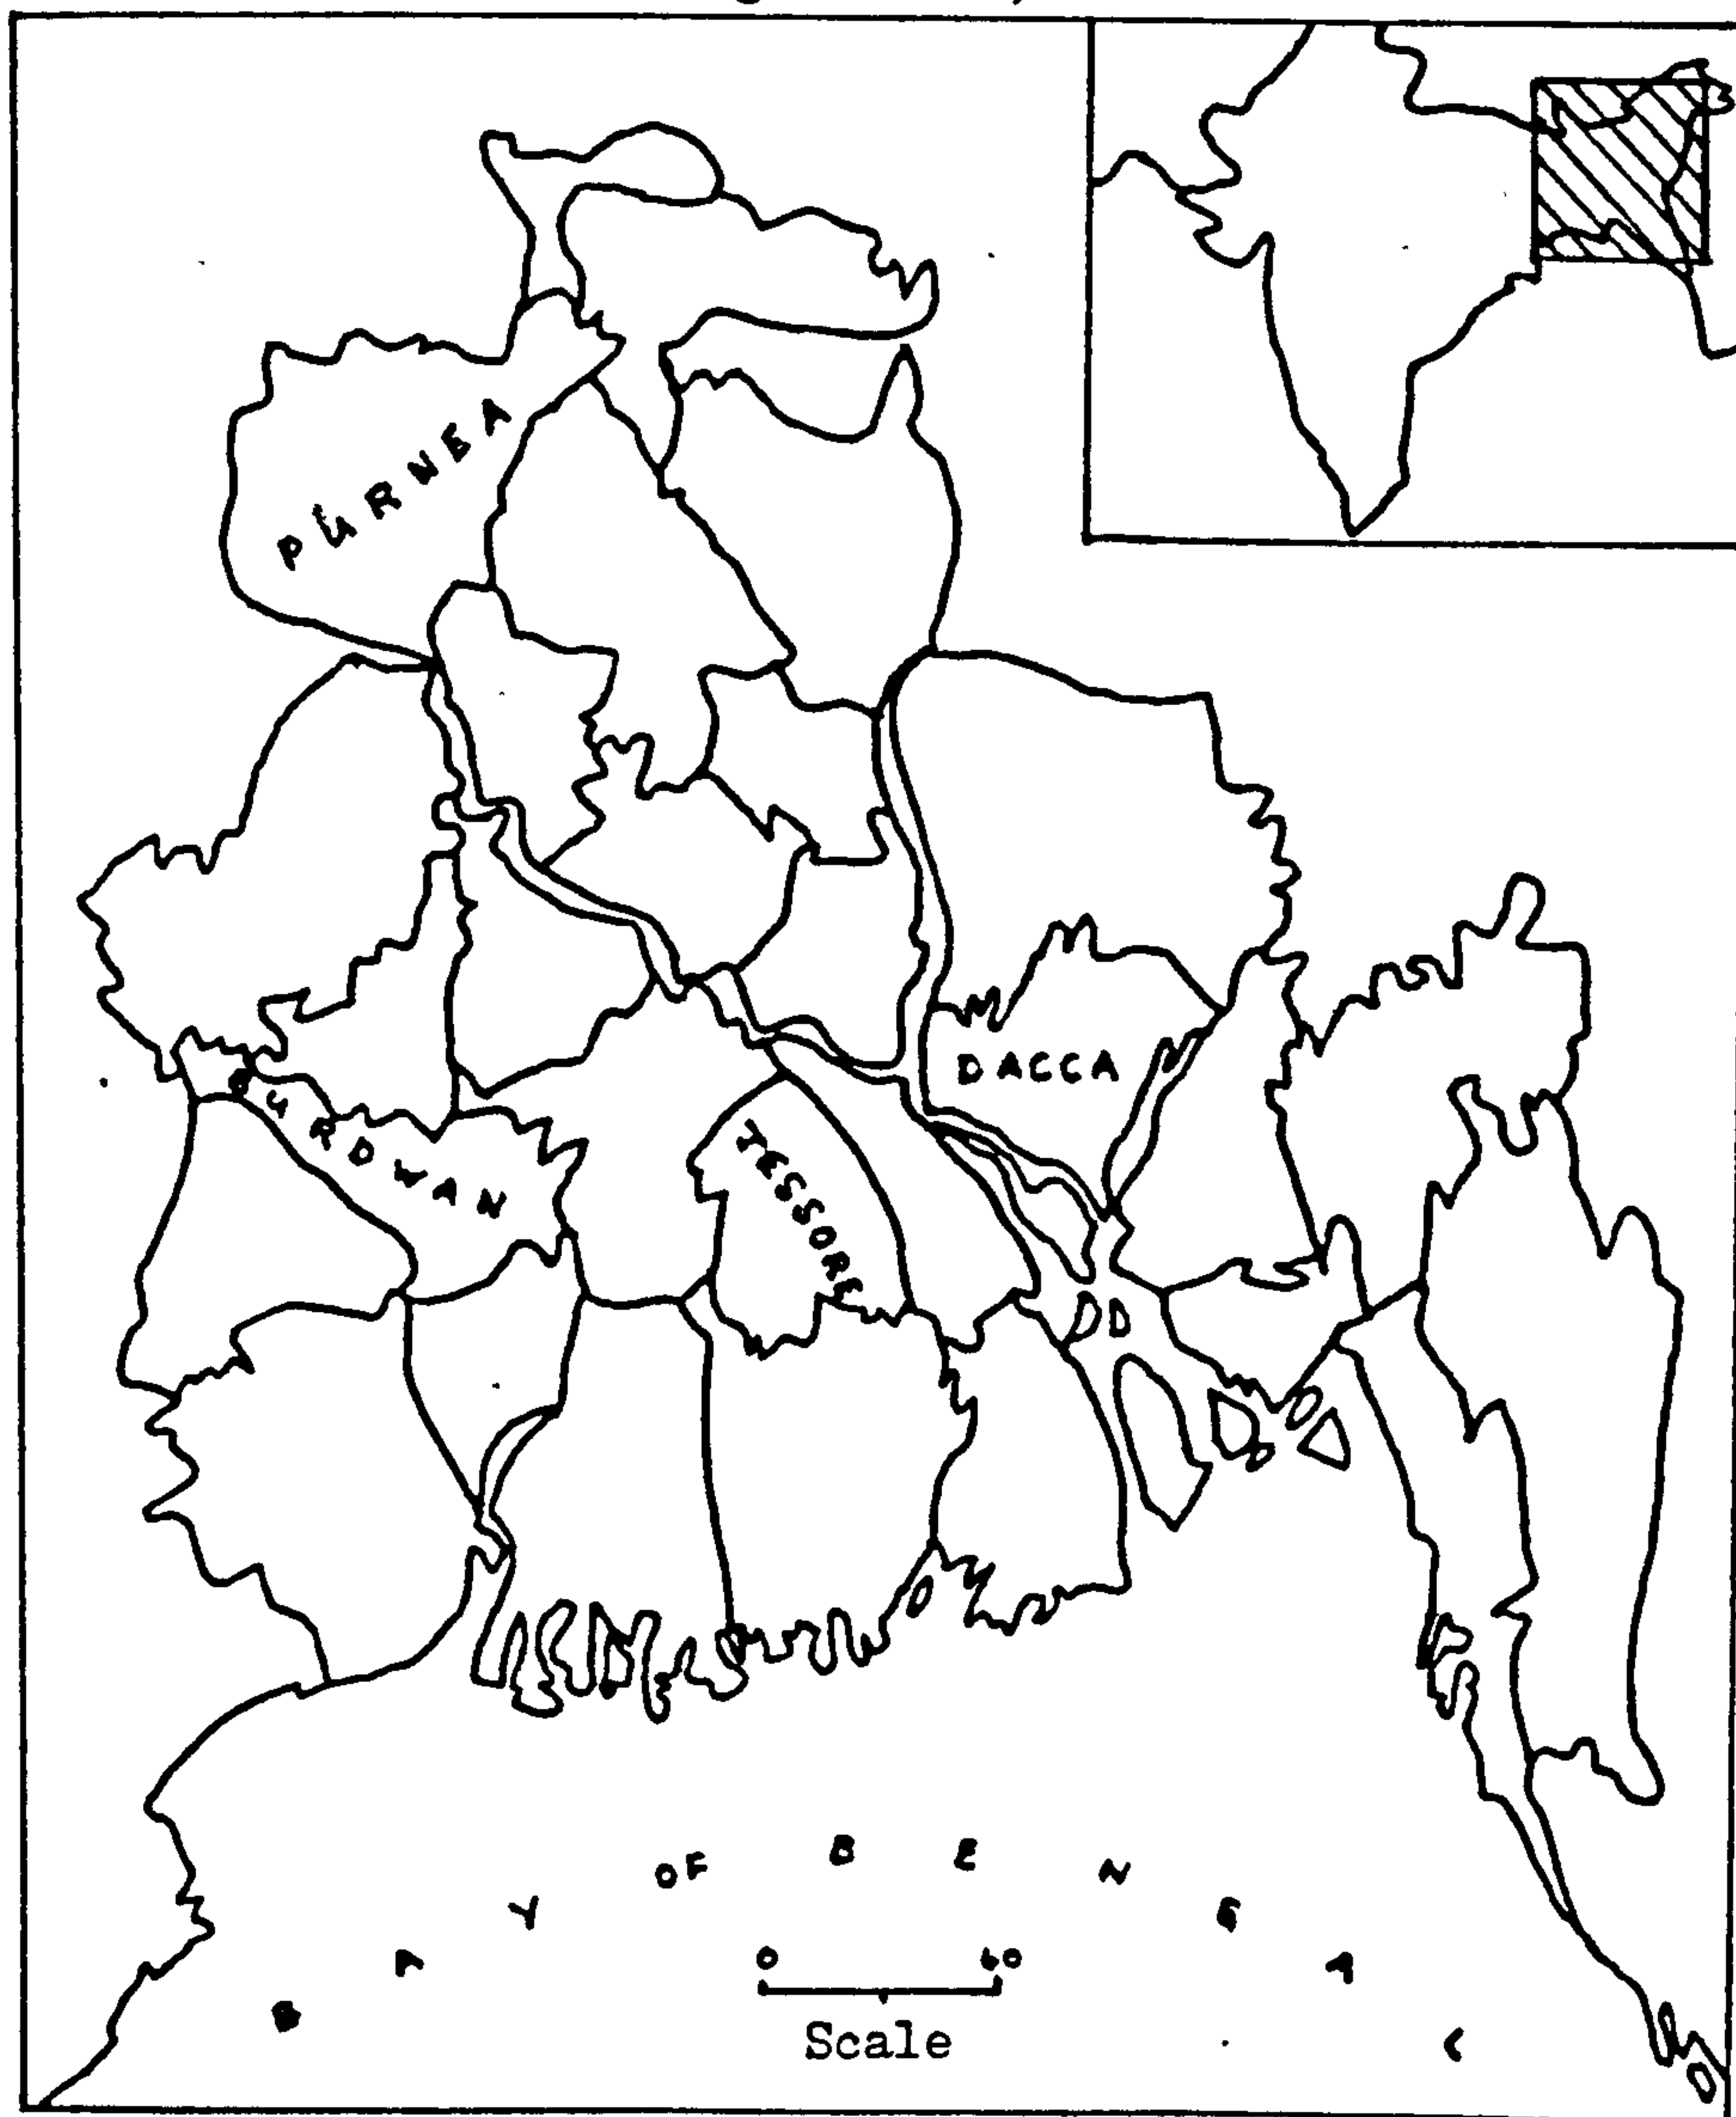 PURNEA
DACCA
BURDWAN
JESSORE
BAY OF BENGAL
0 60
Scale